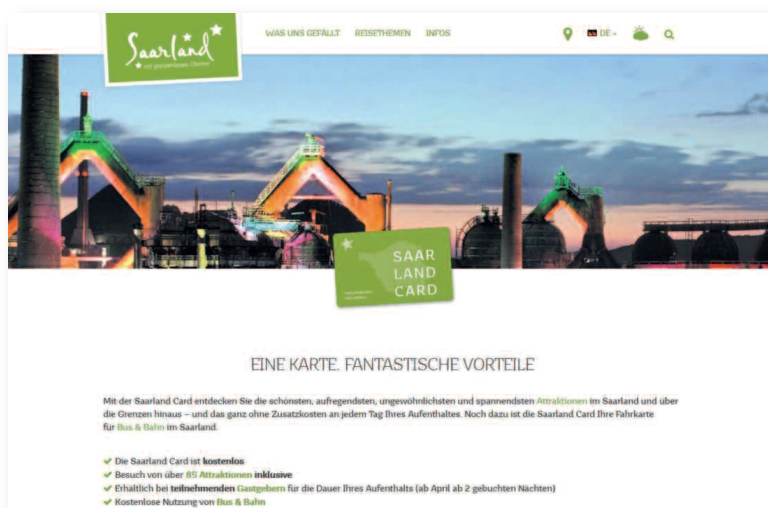 Saarland
WAS UNS GEFÄLLT REISETHEMEN INFOS DE
SAAR
LAND
CARD
EINE KARTE. FANTASTISCHE VORTEILE
Mit der Saarland Card entdecken Sie die schönsten, aufregendsten, ungewöhnlichsten und spannendsten Attraktionen im Saarland und über
die Grenzen hinaus – und das ganz ohne Zusatzkosten an jedem Tag Ihres Aufenthaltes. Noch dazu ist die Saarland Card Ihre Fahrkarte
für Bus & Bahn im Saarland.
Die Saarland Card ist kostenlos
Besuch von über 85 Attraktionen inklusive
Erhältlich bei teilnehmenden Gastgebern für die Dauer Ihres Aufenthalts (ab April ab 2 gebuchten Nächten)
Kostenlose Nutzung von Bus & Bahn